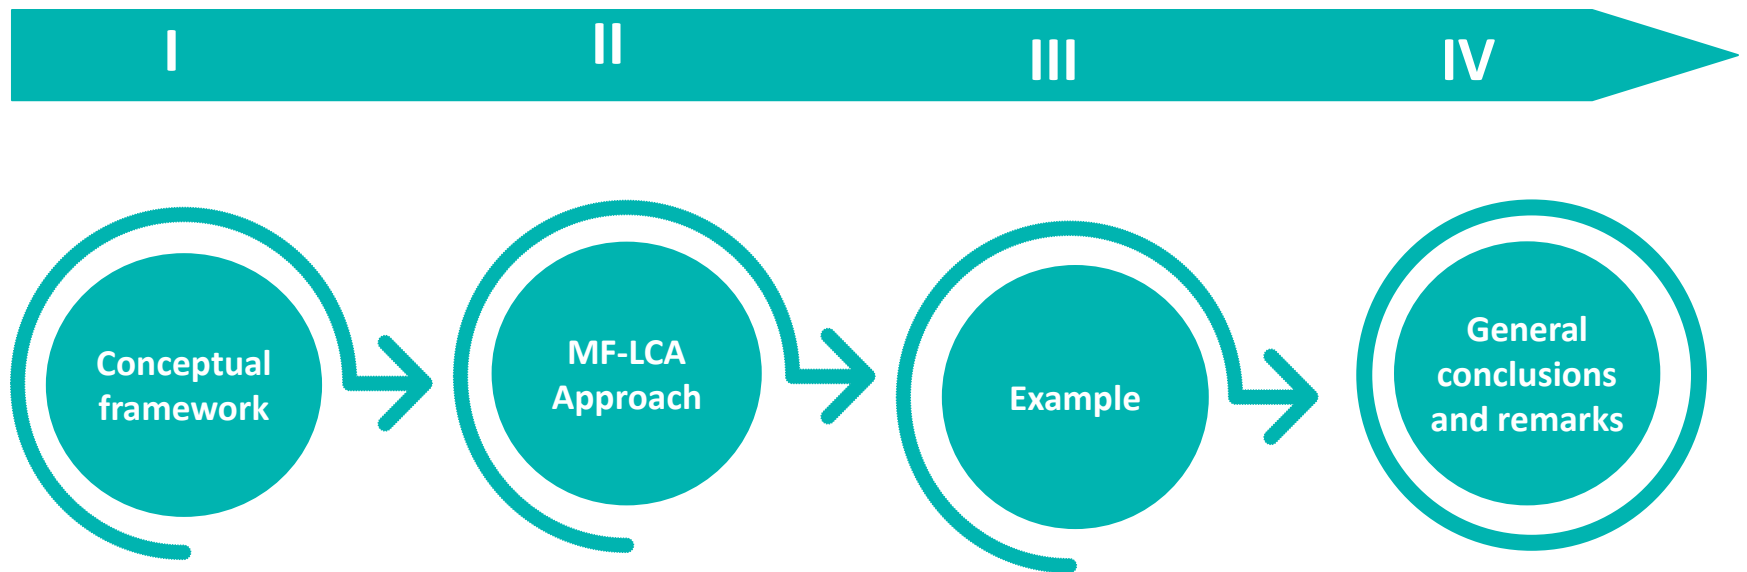 I
II
III
IV
Conceptual
framework
MF-LCA
Approach
Example
General
conclusions
and remarks